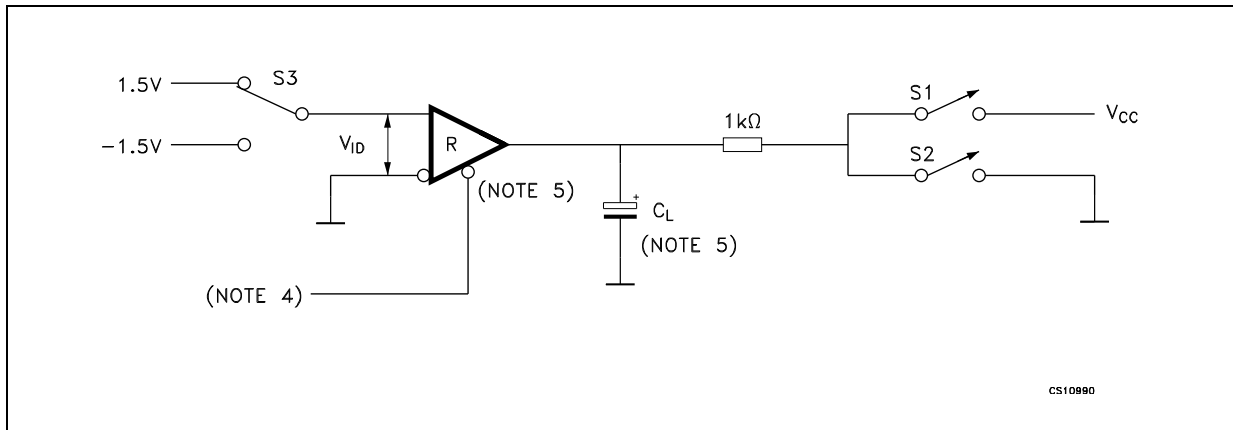 1.5V
S3
-1.5V
VID
R
(NOTE 5)
(NOTE 4)
CL
(NOTE 5)
1kΩ
S1
VCC
S2
+
CS10990